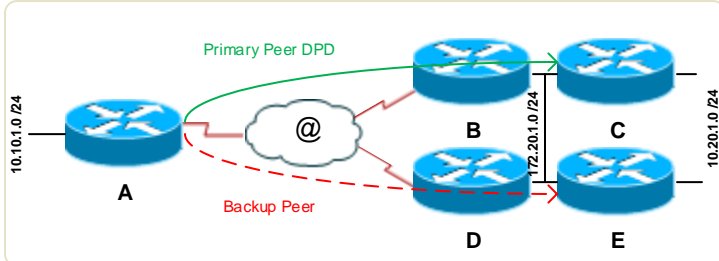 Primary Peer DPD
10.10.1.0 /24
@
A
B
C
172.20.1.0 /24
10.20.1.0 /24
Backup Peer
D
E